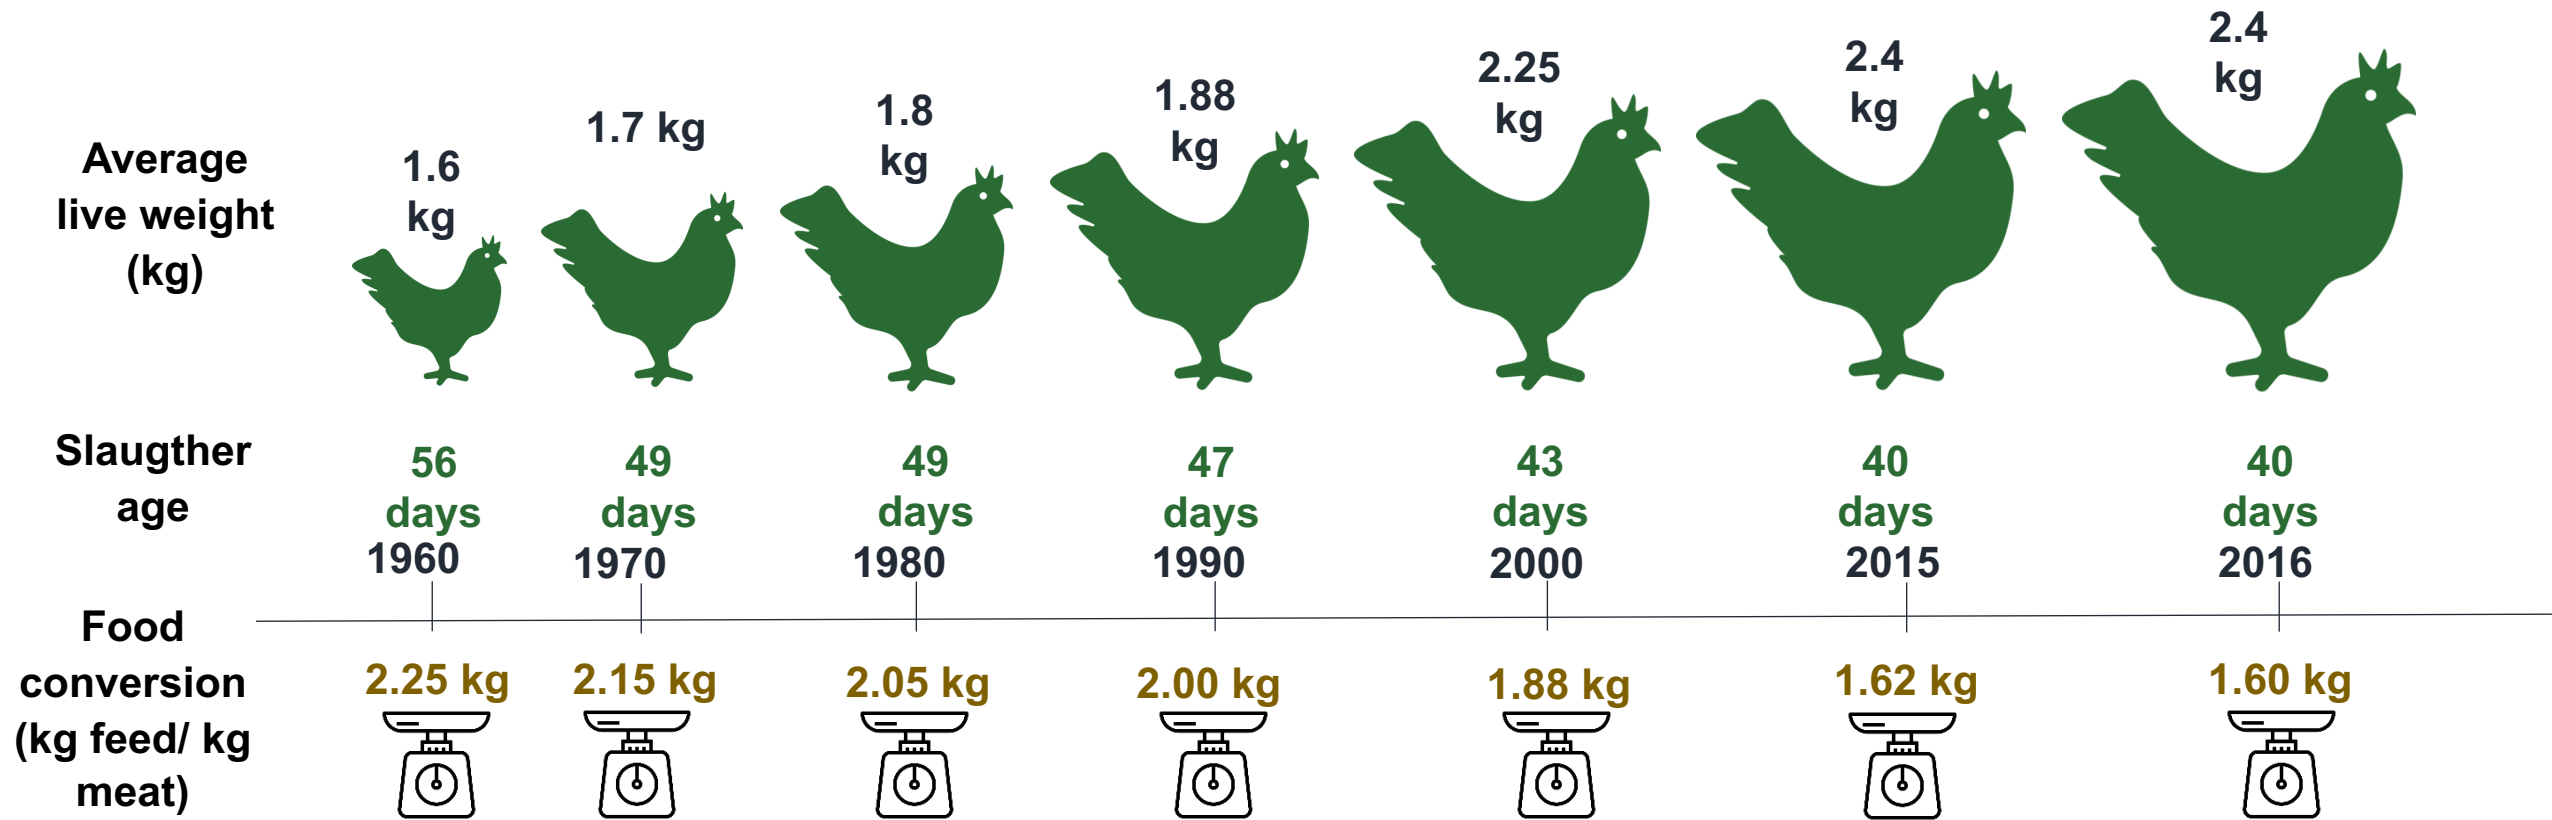 Average
live weight
(kg)
1.6
kg
1.7 kg
1.8
kg
1.88
kg
2.25
kg
2.4
kg
2.4
kg
Slaugther
age
56
days
49
days
49
days
47
days
43
days
40
days
40
days
1960
1970
1980
1990
2000
2015
2016
Food
conversion
(kg feed/ kg
meat)
2.25 kg
2.15 kg
2.05 kg
2.00 kg
1.88 kg
1.62 kg
1.60 kg